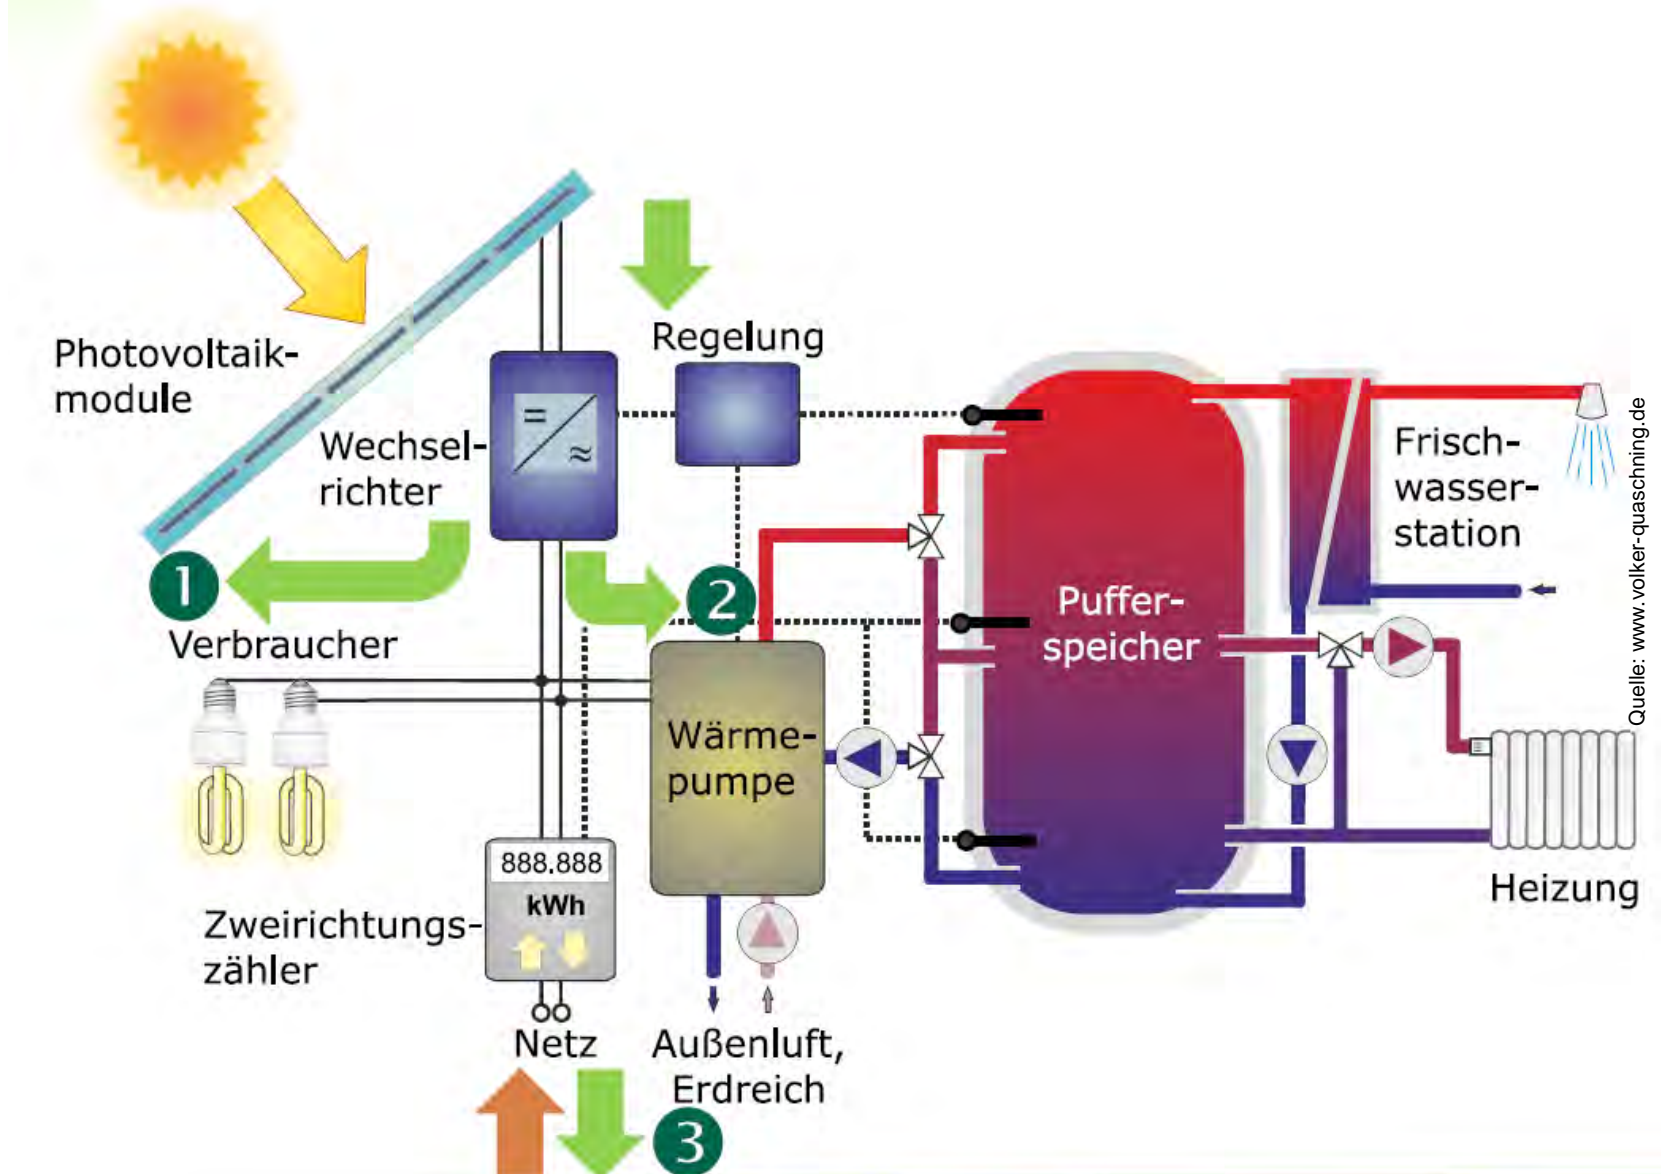 Regelung
Photovoltaik-
module
Wechsel-
richter
=
≈
Frisch-
wasser-
station
1
2
Verbraucher
Puffer-
speicher
Wärme-
pumpe
888.888
kWh
Zweirichtungs-
zähler
Heizung
Netz
Außenluft,
Erdreich
3
Quelle: www.volker-quaschning.de